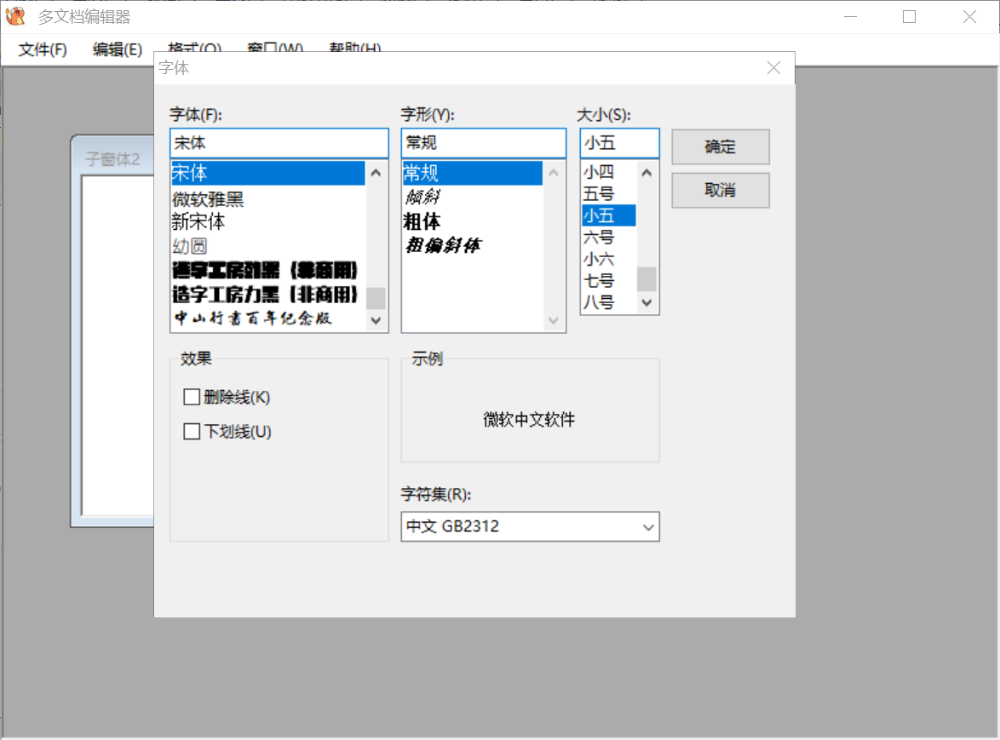 多文档编辑器
文件(F) 编辑(E) 格式(O) 窗口(W) 帮助(H)
字体
字体(F): 字形(Y): 大小(S):
宋体 常规 小五 确定
取消
子窗体2
宋体
微软雅黑
新宋体
幼圆
造字工房劲黑（非商用）
造字工房力黑（非商用）
中山行书百年纪念版
常规
倾斜
粗体
粗偏斜体
小四
五号
小五
六号
小六
七号
八号
效果
删除线(K)
下划线(U)
示例
微软中文软件
字符集(R):
中文 GB2312